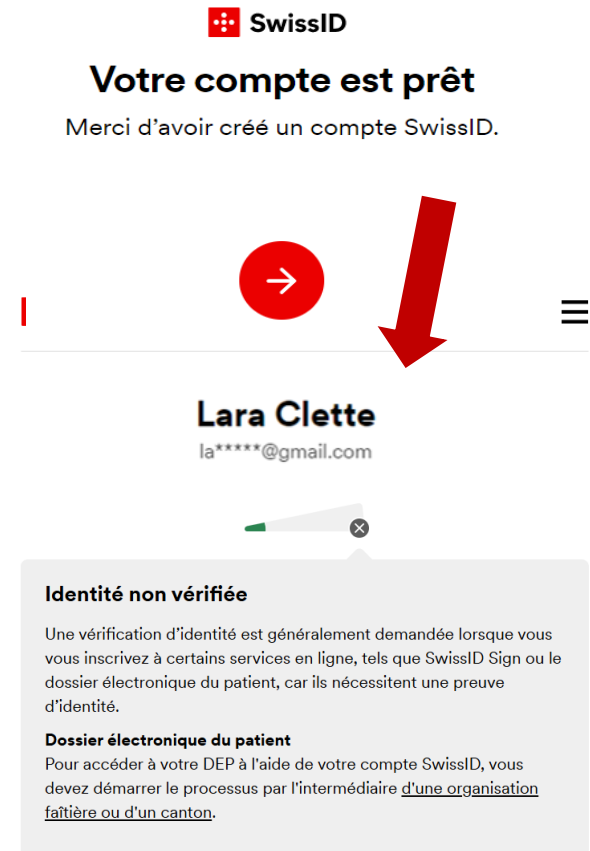 SwissID
Votre compte est prêt
Merci d’avoir créé un compte SwissID.
Lara Clette
la*****@gmail.com
Identité non vérifiée
Une vérification d’identité est généralement demandée lorsque vous
vous inscrivez à certains services en ligne, tels que SwissID Sign ou le
dossier électronique du patient, car ils nécessitent une preuve
d’identité.
Dossier électronique du patient
Pour accéder à votre DEP à l'aide de votre compte SwissID, vous
devez démarrer le processus par l'intermédiaire d'une organisation
faîtière ou d'un canton.